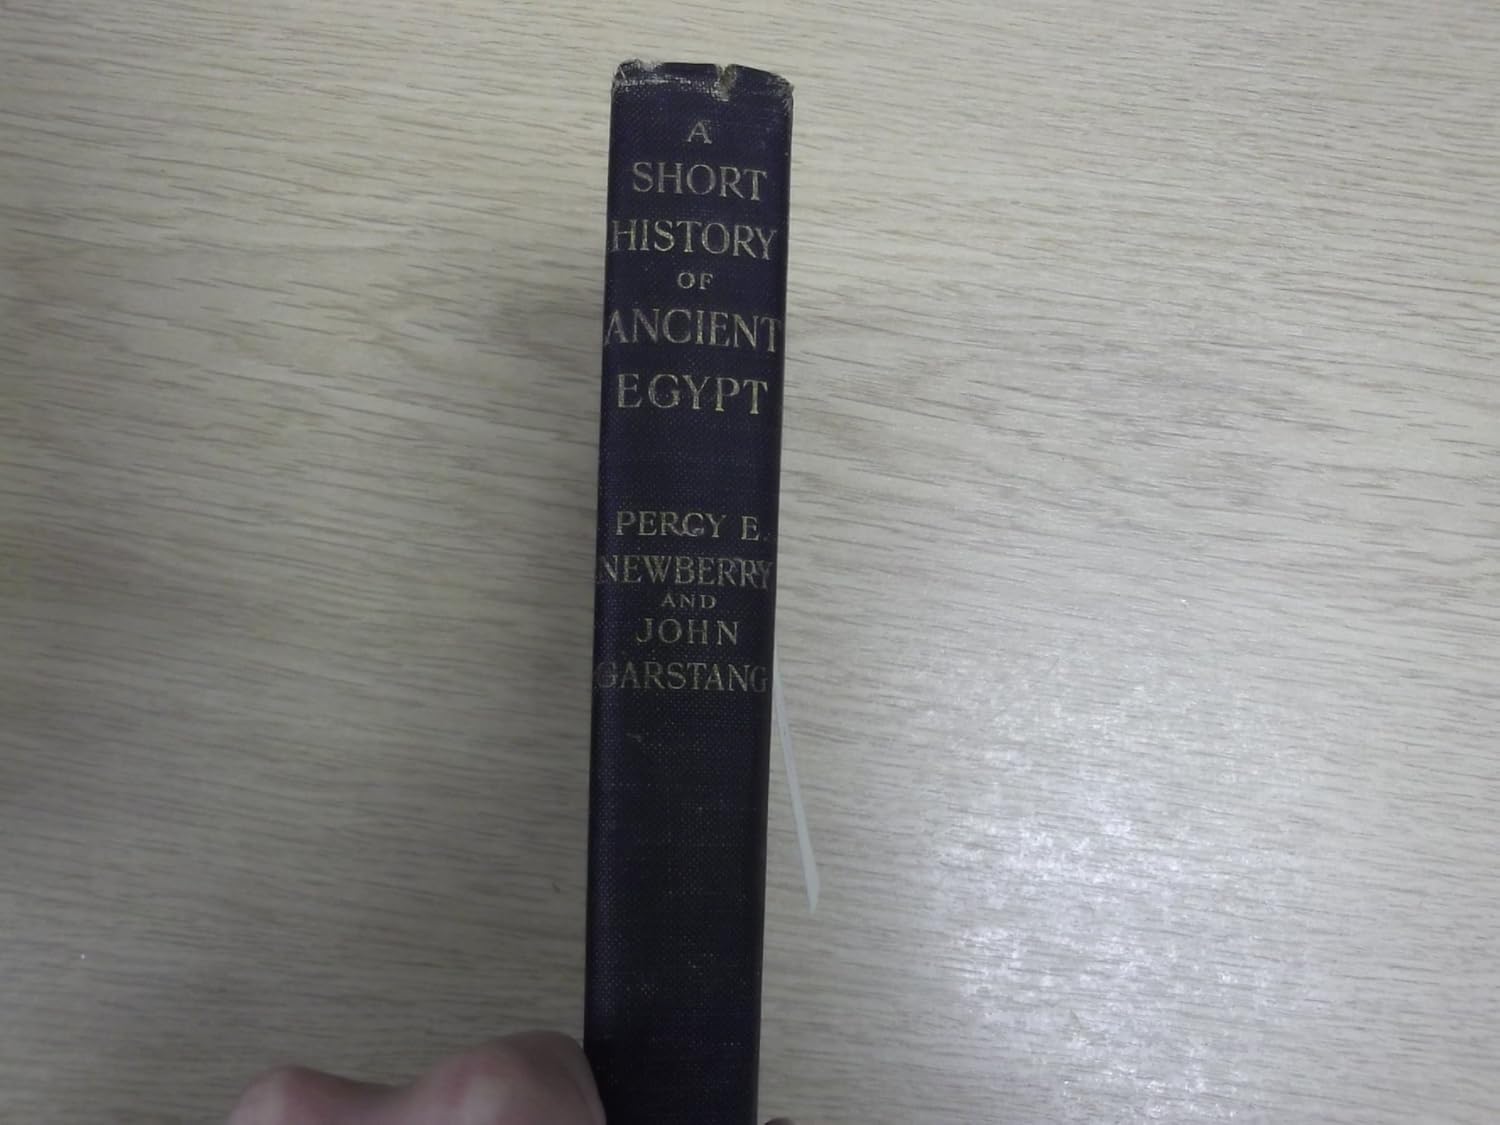 A
SHORT
HISTORY
OF
ANCIENT
EGYPT
PERCY E.
NEWBERRY
AND
JOHN
GARSTANG